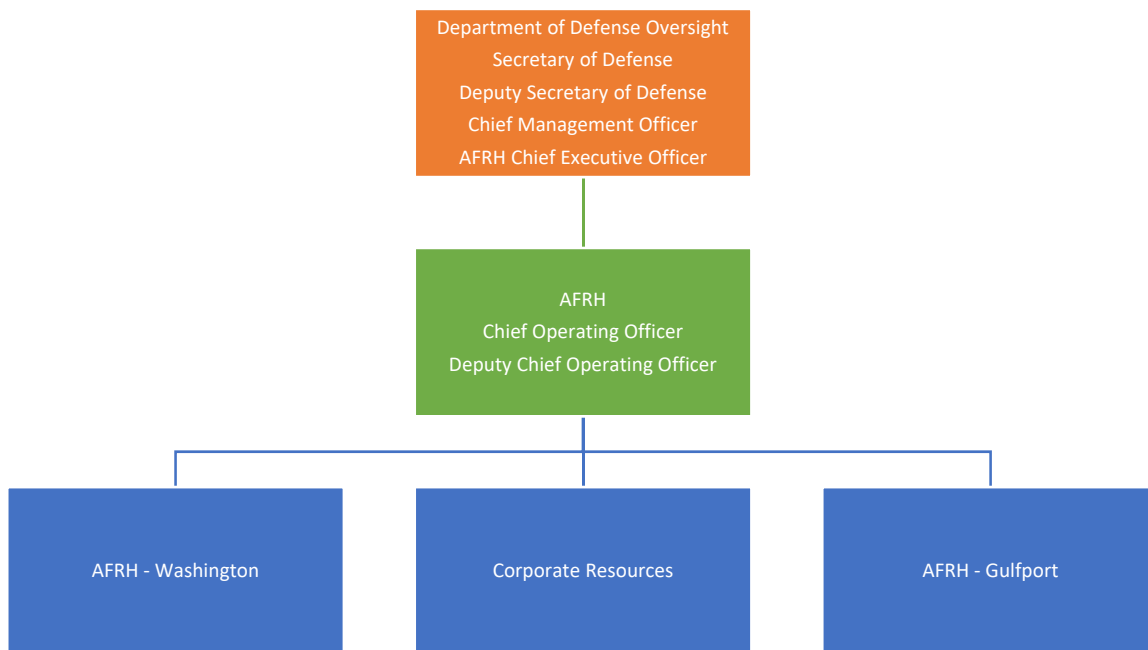 Department of Defense Oversight
Secretary of Defense
Deputy Secretary of Defense
Chief Management Officer
AFRH Chief Executive Officer
AFRH
Chief Operating Officer
Deputy Chief Operating Officer
AFRH - Washington
Corporate Resources
AFRH - Gulfport